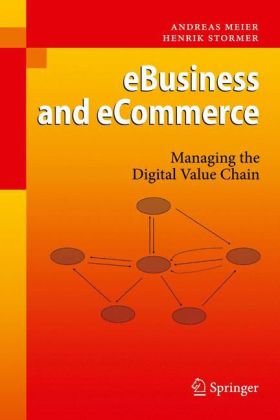 ANDREAS MEIER
HENRIK STORMER
eBusiness
and eCommerce
Managing the
Digital Value Chain
Springer